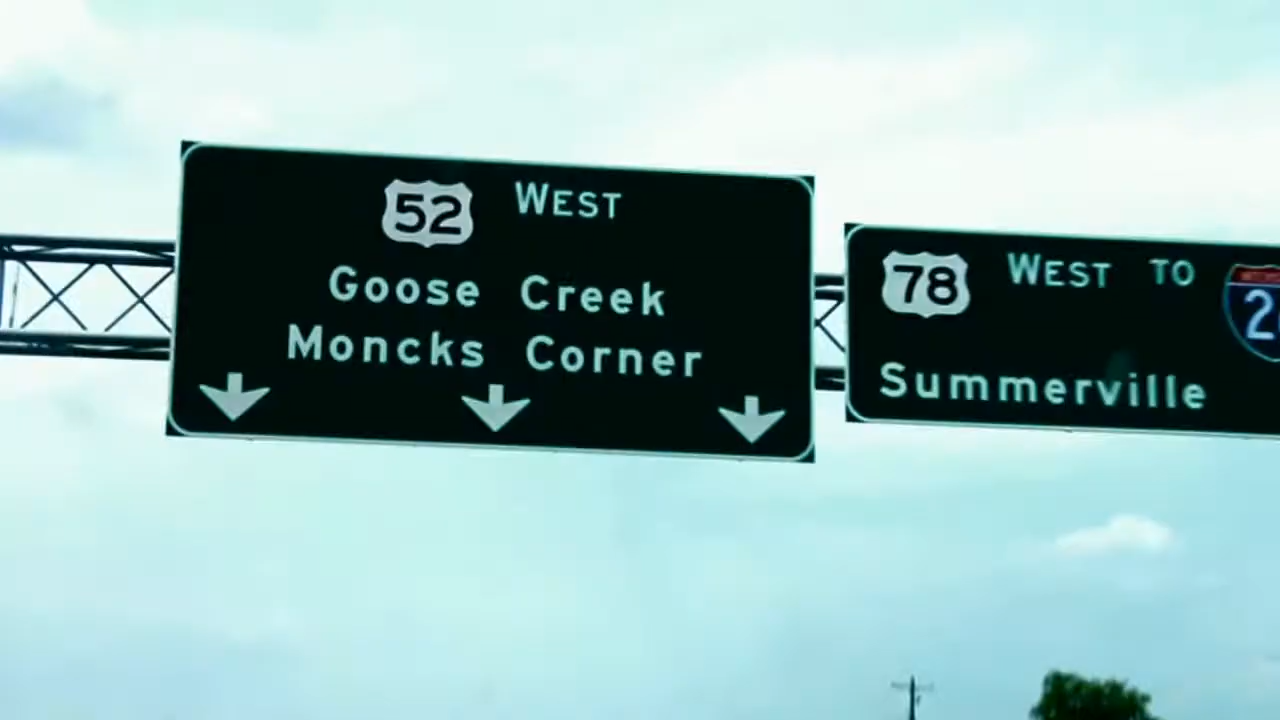 52 WEST
Goose Creek
Moncks Corner
78 WEST TO
Summerville